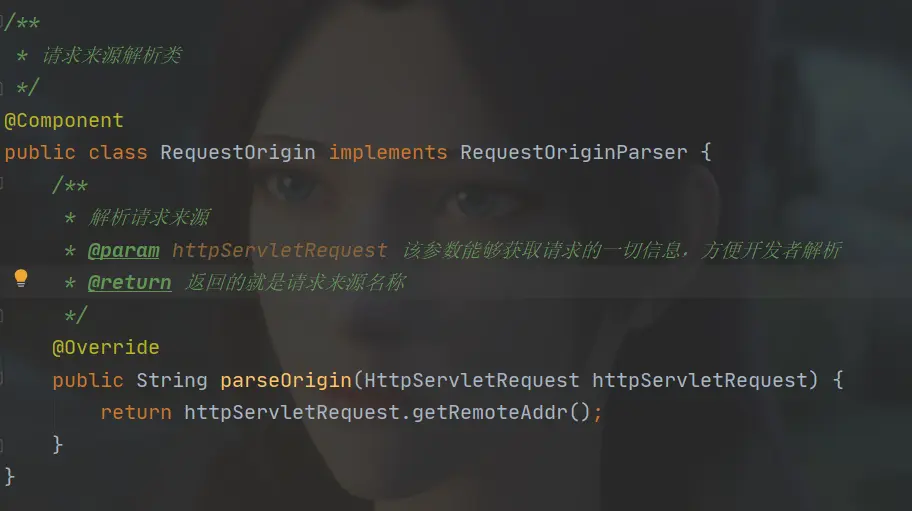 /**
 * 请求来源解析类
 */
@Component
public class RequestOrigin implements RequestOriginParser {
    /**
     * 解析请求来源
     * @param httpServletRequest 该参数能够获取请求的一切信息，方便开发者解析
     * @return 返回的就是请求来源名称
     */
    @Override
    public String parseOrigin(HttpServletRequest httpServletRequest) {
        return httpServletRequest.getRemoteAddr();
    }
}